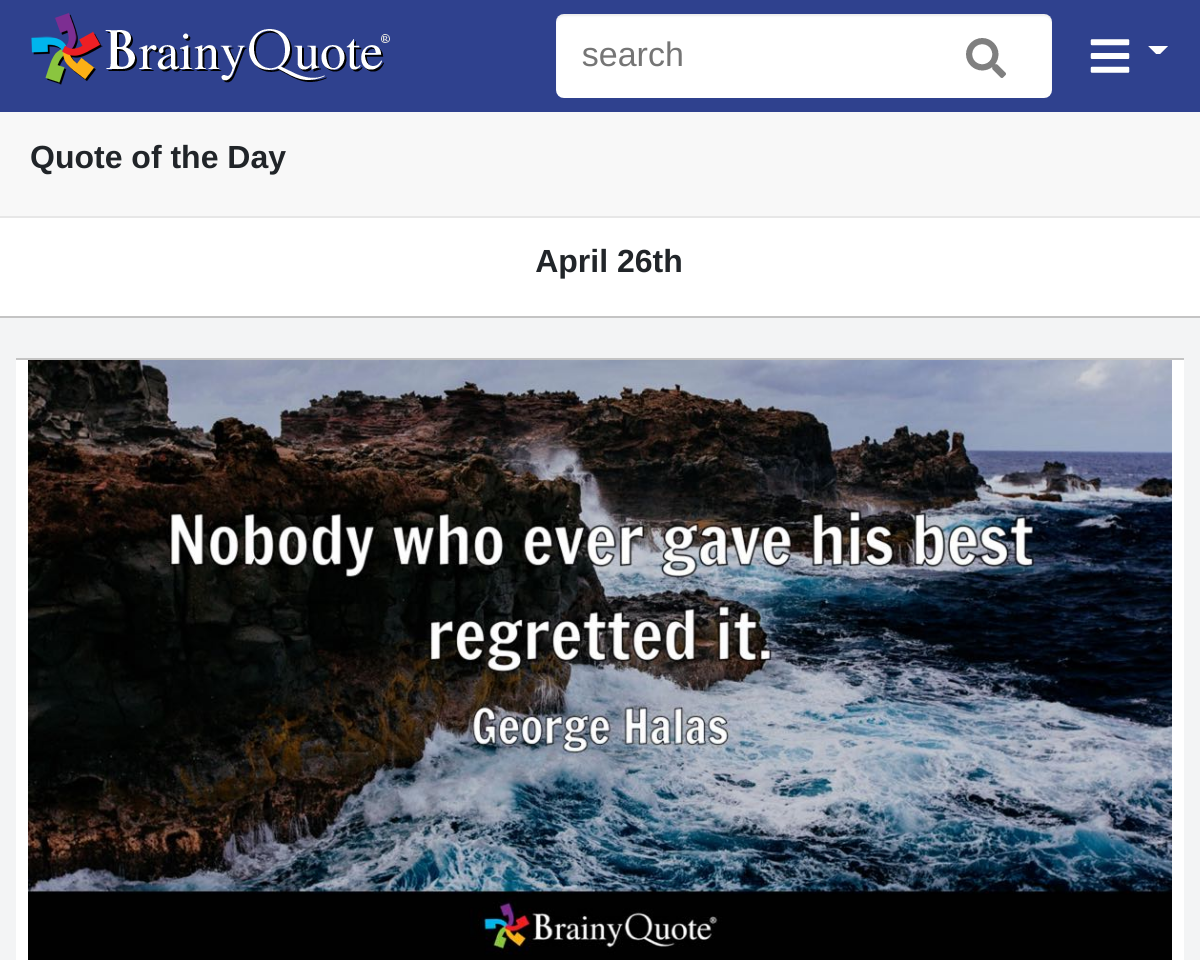 BrainyQuote®
search
Quote of the Day
April 26th
Nobody who ever gave his best
regretted it.
George Halas
BrainyQuote®